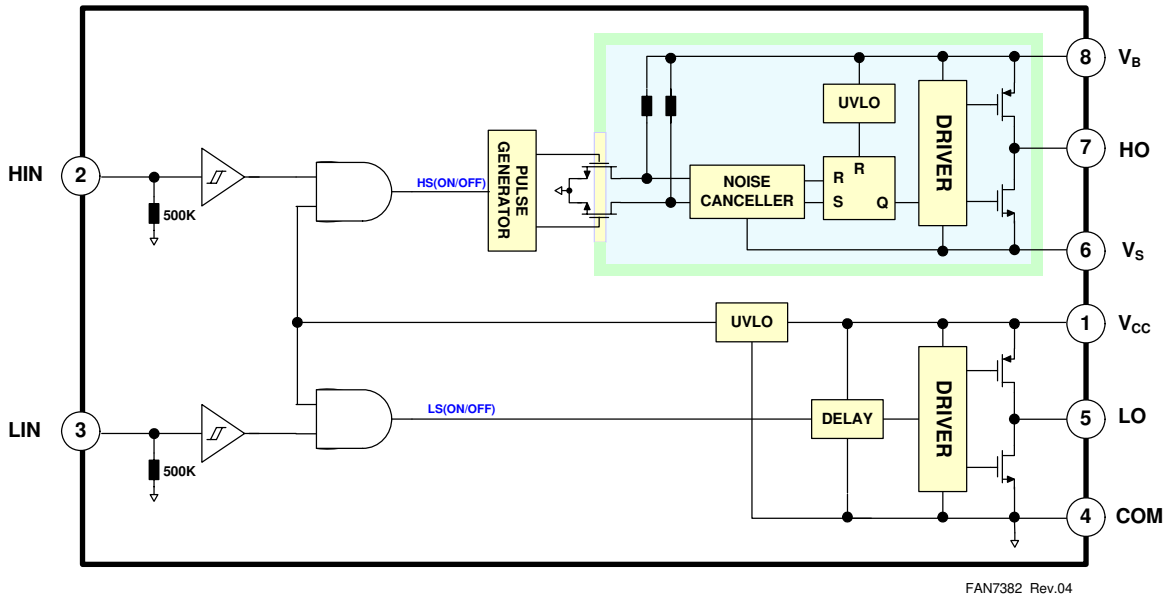 8 V_B
UVLO
DRIVER
HIN 2
500K
HS(ON/OFF)
PULSE
GENERATOR
NOISE
CANCELLER
R R
S Q
7 HO
6 V_S
UVLO
1 V_CC
LIN 3
500K
LS(ON/OFF)
DELAY
DRIVER
5 LO
4 COM
FAN7382 Rev.04